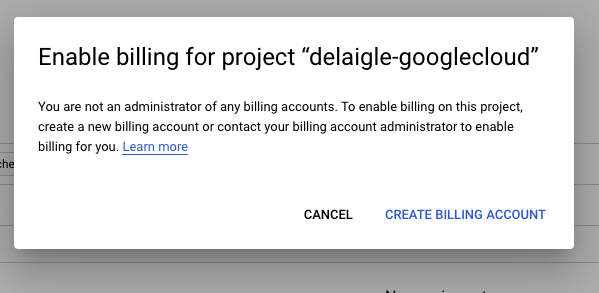 Enable billing for project “delaigle-googlecloud”
You are not an administrator of any billing accounts. To enable billing on this project,
create a new billing account or contact your billing account administrator to enable
billing for you. Learn more
che
CANCEL CREATE BILLING ACCOUNT